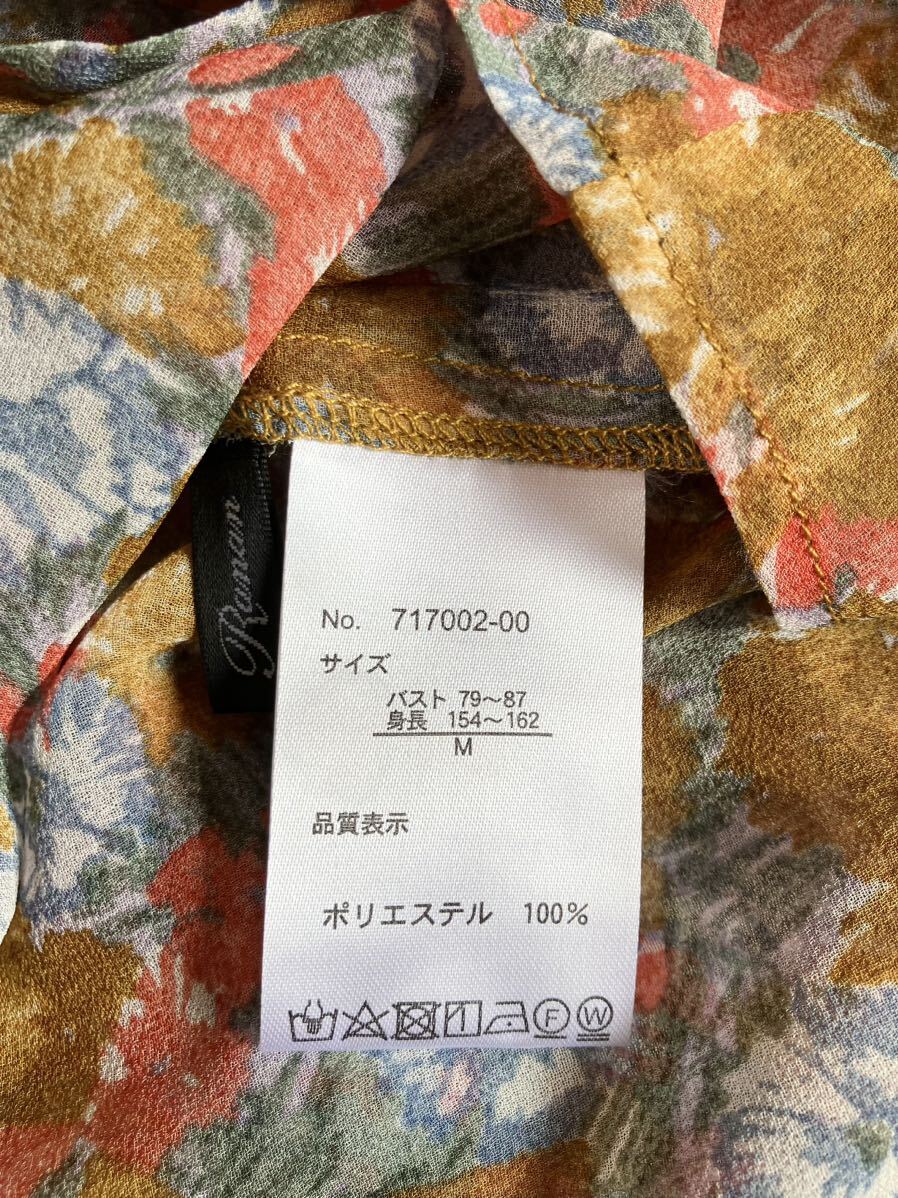 Ranan
No. 717002-00
サイズ
バスト 79〜87
身長 154〜162
M
品質表示
ポリエステル 100%
F W